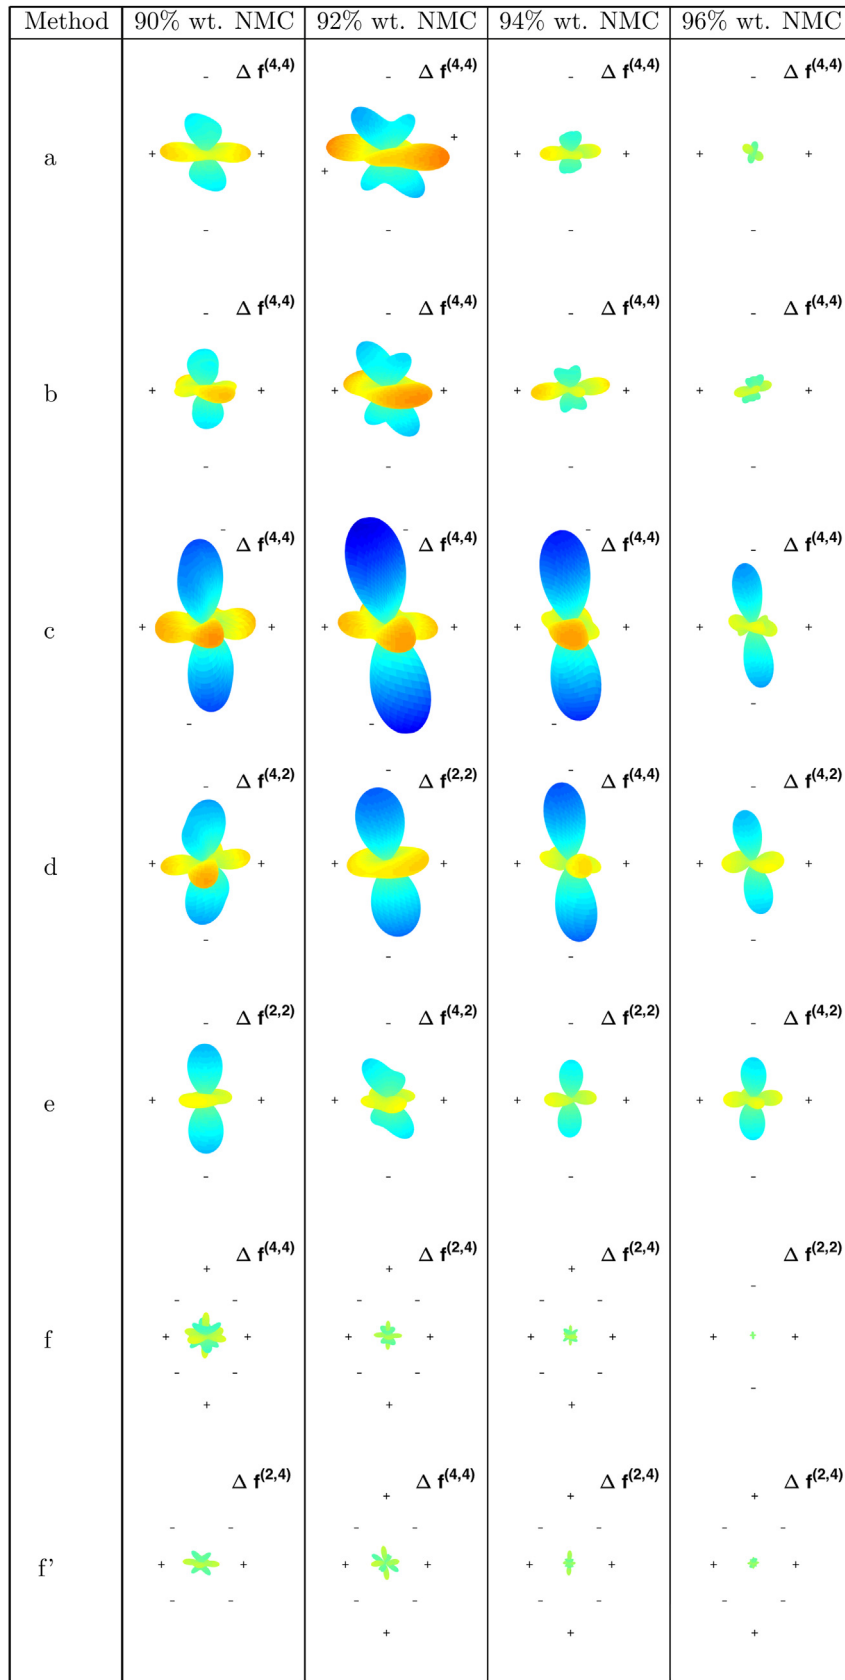 Method 90% wt. NMC 92% wt. NMC 94% wt. NMC 96% wt. NMC
Δ f(4,4) Δ f(4,4) Δ f(4,4) Δ f(4,4)
- - - -
+
a + + + + + +
+
- - - -
Δ f(4,4) Δ f(4,4) Δ f(4,4) Δ f(4,4)
- - - -
b + + + + + + + +
- - - -
- - - -
Δ f(4,4) Δ f(4,4) Δ f(4,4) Δ f(4,4)
c + + + + + + +
- - - -
Δ f(4,2) Δ f(2,2) Δ f(4,4) Δ f(4,2)
- - - -
d + + + + + +
- - - -
Δ f(2,2) Δ f(4,2) Δ f(2,2) Δ f(4,2)
- - - -
e + + + + + + + +
- - - -
Δ f(4,4) Δ f(2,4) Δ f(2,4) Δ f(2,2)
+ + + -
- - - - - -
f + + + + + + + +
- - - - - - -
+ + +
Δ f(2,4) Δ f(4,4) Δ f(2,4) Δ f(2,4)
+ + +
- - - - - - - -
f' + + + + + + + +
- - - - - - - -
+ + +